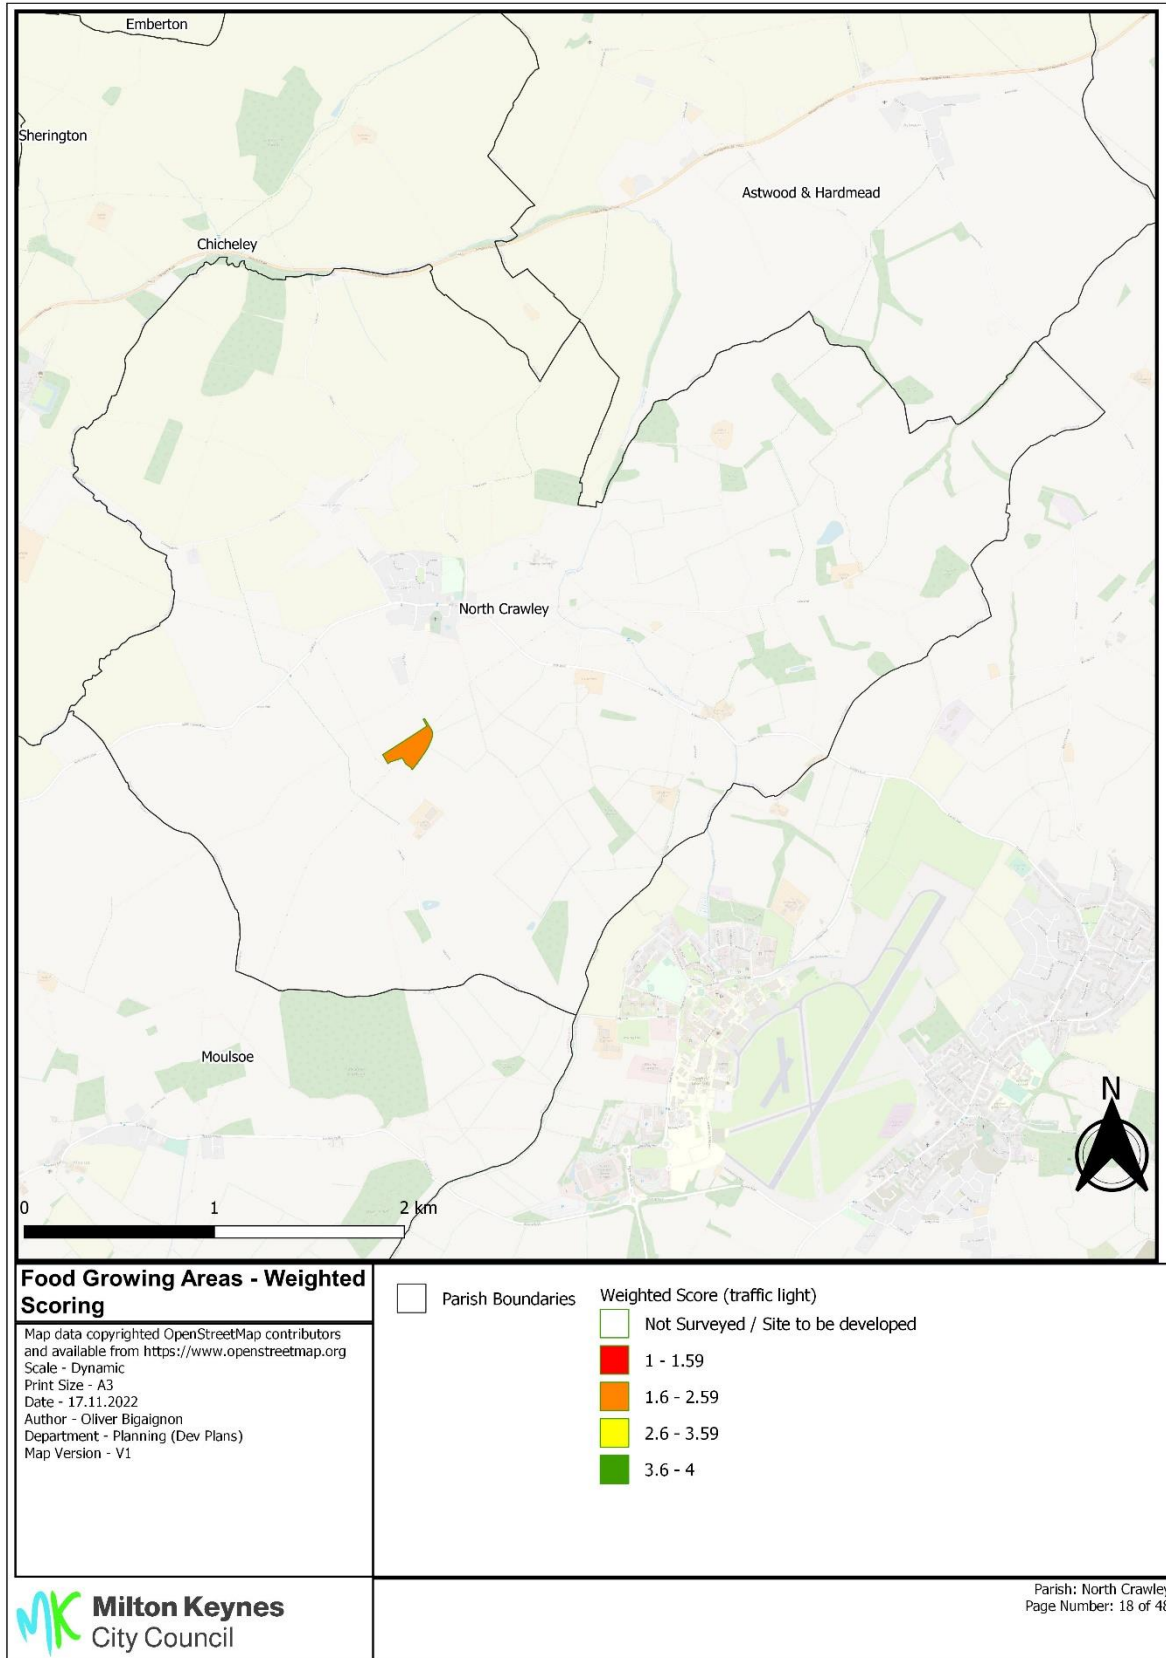 Emberton
Sherington
Astwood & Hardmead
Chicheley
North Crawley
Moulsoe
N
0 1 2 km
Food Growing Areas - Weighted
Scoring
Map data copyrighted OpenStreetMap contributors
and available from https://www.openstreetmap.org
Scale - Dynamic
Print Size - A3
Date - 17.11.2022
Author - Oliver Bigaignon
Department - Planning (Dev Plans)
Map Version - V1
Parish Boundaries
Weighted Score (traffic light)
Not Surveyed / Site to be developed
1 - 1.59
1.6 - 2.59
2.6 - 3.59
3.6 - 4
MK Milton Keynes
City Council
Parish: North Crawley
Page Number: 18 of 48